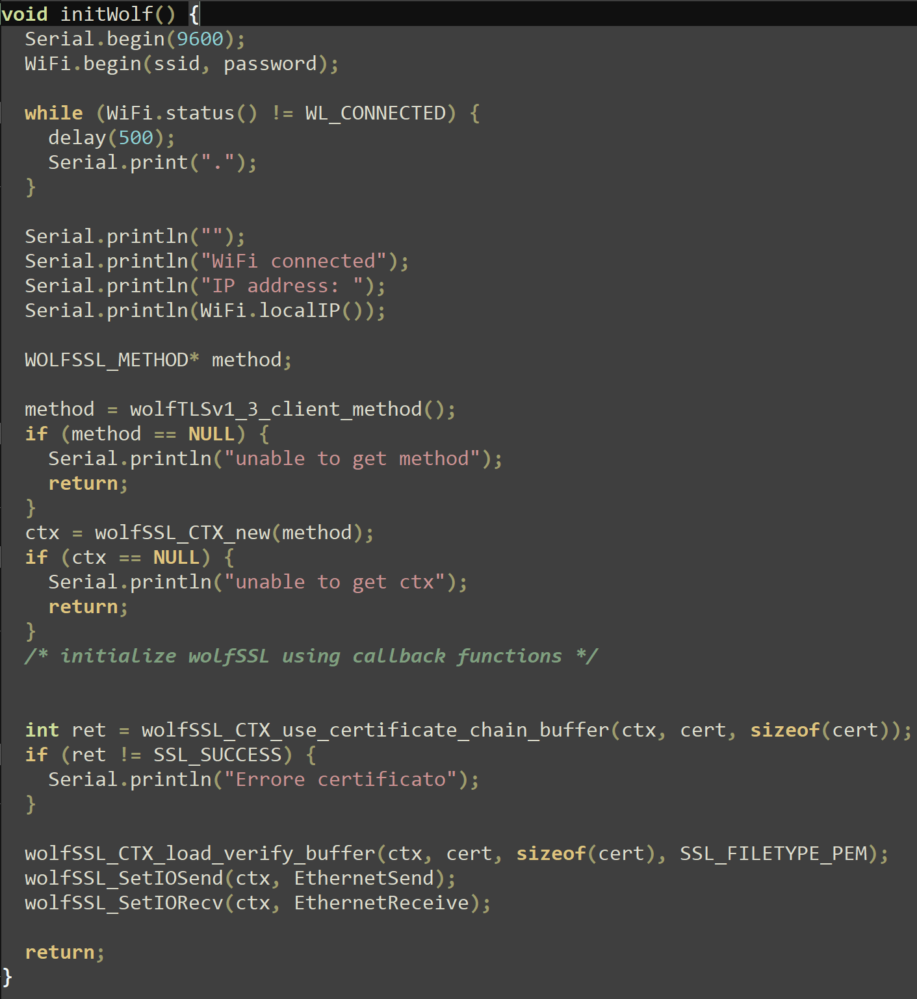 void initWolf() {
  Serial.begin(9600);
  WiFi.begin(ssid, password);

  while (WiFi.status() != WL_CONNECTED) {
    delay(500);
    Serial.print(".");
  }

  Serial.println("");
  Serial.println("WiFi connected");
  Serial.println("IP address: ");
  Serial.println(WiFi.localIP());

  WOLFSSL_METHOD* method;

  method = wolfTLSv1_3_client_method();
  if (method == NULL) {
    Serial.println("unable to get method");
    return;
  }
  ctx = wolfSSL_CTX_new(method);
  if (ctx == NULL) {
    Serial.println("unable to get ctx");
    return;
  }
  /* initialize wolfSSL using callback functions */


  int ret = wolfSSL_CTX_use_certificate_chain_buffer(ctx, cert, sizeof(cert));
  if (ret != SSL_SUCCESS) {
    Serial.println("Errore certificato");
  }

  wolfSSL_CTX_load_verify_buffer(ctx, cert, sizeof(cert), SSL_FILETYPE_PEM);
  wolfSSL_SetIOSend(ctx, EthernetSend);
  wolfSSL_SetIORecv(ctx, EthernetReceive);

  return;
}